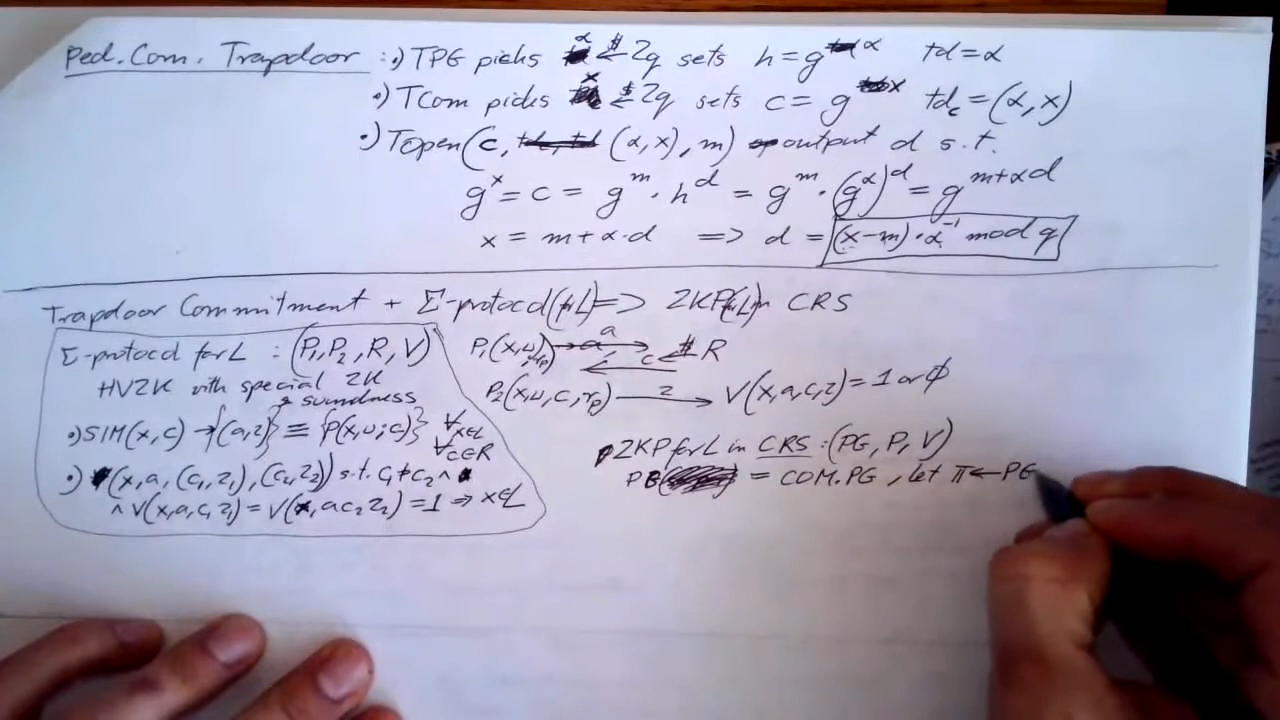 Ped. Com. Trapdoor : •) TPG picks α ←$ Zq sets h = g^α td = α
•) TCom picks x ←$ Zq sets c = g^x td_c = (α, x)
•) Topen(c, (α, x), m) output d s.t.
g^x = c = g^m · h^d = g^m · (g^α)^d = g^{m+αd}
x = m + α·d => d = (x-m)·α^{-1} mod q
Trapdoor Commitment + Σ-protocol (for L) => ZKP (for L) in CRS
Σ-protocol for L : (P1, P2, R, V)
HVZK with special ZK
& soundness
•) SIM(x, c) → {(a, z)} ≡ {P(x, w; c)} ∀x∈L ∀c∈R
•) (x, a, (c1, z1), (c2, z2)) s.t. c1 ≠ c2 ∧
∧ V(x, a, c1 z1) = V(x, a c2 z2) = 1 => x∈L
P1(x, w, rp) a →
← c ←$ R
P2(x, w, c, rp) z → V(x, a, c, z) = 1 or 0
ZKP for L in CRS : (PG, P, V)
PG = COM.PG , let π ← PG